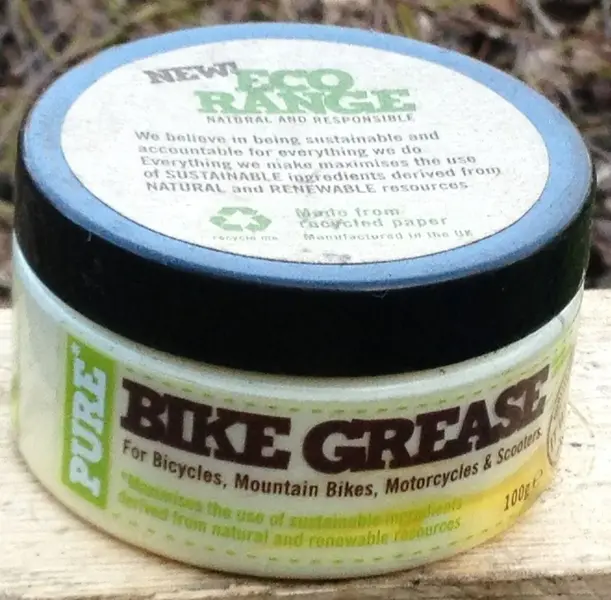 NEW! ECO
RANGE
NATURAL AND RESPONSIBLE
We believe in being sustainable and
accountable for everything we do.
Everything we make maximises the use
of SUSTAINABLE ingredients derived from
NATURAL and RENEWABLE resources.
Made from
recycled paper
recycle me
Manufactured in the UK
PURE*
BIKE GREASE
For Bicycles, Mountain Bikes, Motorcycles & Scooters.
*Maximises the use of sustainable ingredients
derived from natural and renewable resources
100g e